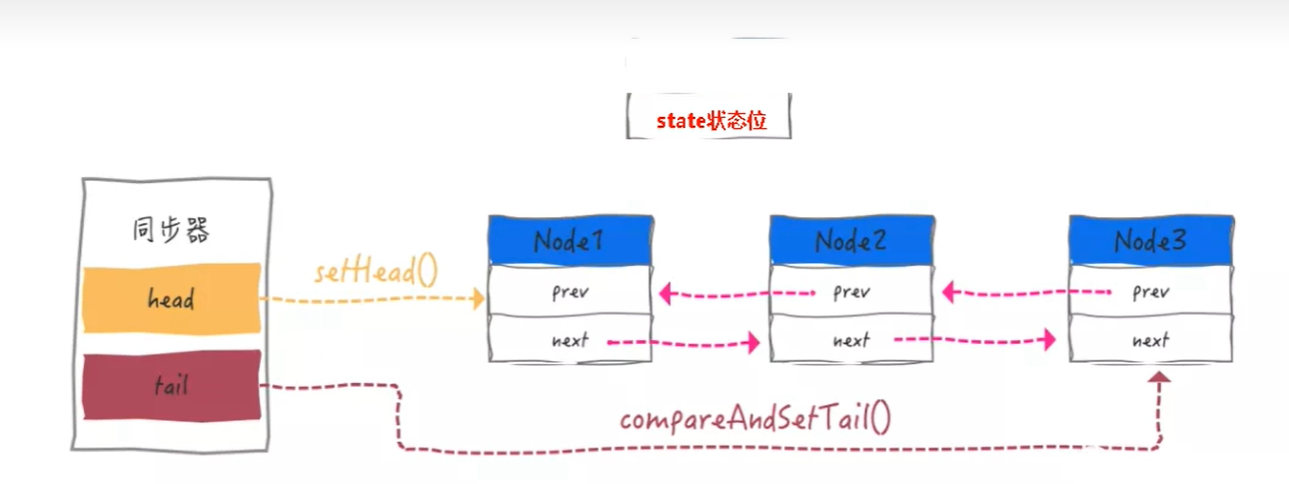 state状态位
同步器
head
tail
setHead()
Node1
prev
next
Node2
prev
next
Node3
prev
next
compareAndSetTail()